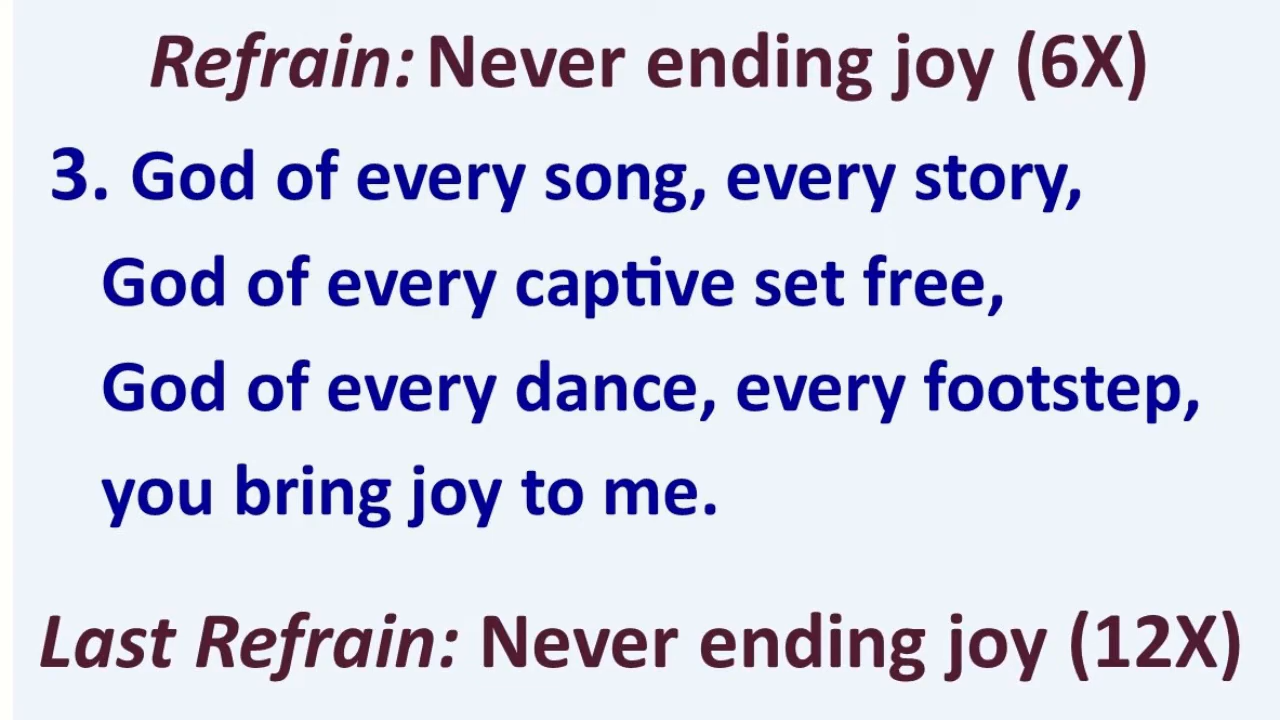 Refrain: Never ending joy (6X)
3. God of every song, every story,
God of every captive set free,
God of every dance, every footstep,
you bring joy to me.
Last Refrain: Never ending joy (12X)